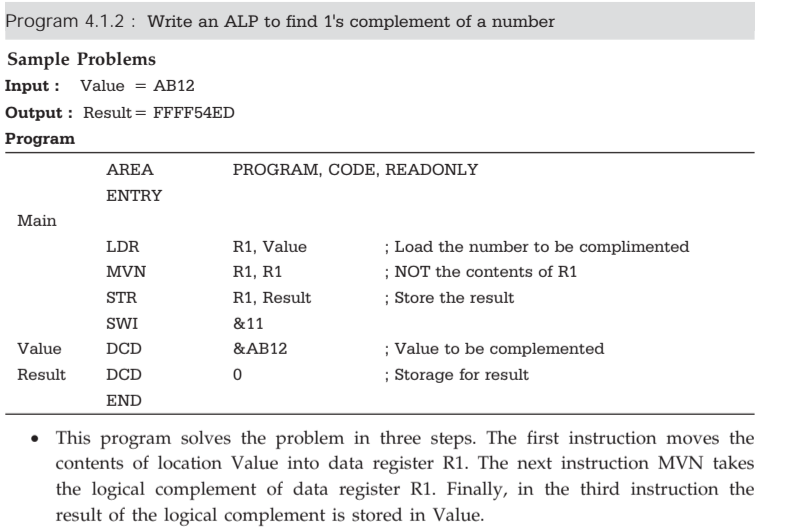 Program 4.1.2 : Write an ALP to find 1's complement of a number
Sample Problems
Input : Value = AB12
Output : Result = FFFF54ED
Program
AREA PROGRAM, CODE, READONLY
ENTRY
Main
LDR R1, Value ; Load the number to be complimented
MVN R1, R1 ; NOT the contents of R1
STR R1, Result ; Store the result
SWI &11
Value DCD &AB12 ; Value to be complemented
Result DCD 0 ; Storage for result
END
• This program solves the problem in three steps. The first instruction moves the
contents of location Value into data register R1. The next instruction MVN takes
the logical complement of data register R1. Finally, in the third instruction the
result of the logical complement is stored in Value.